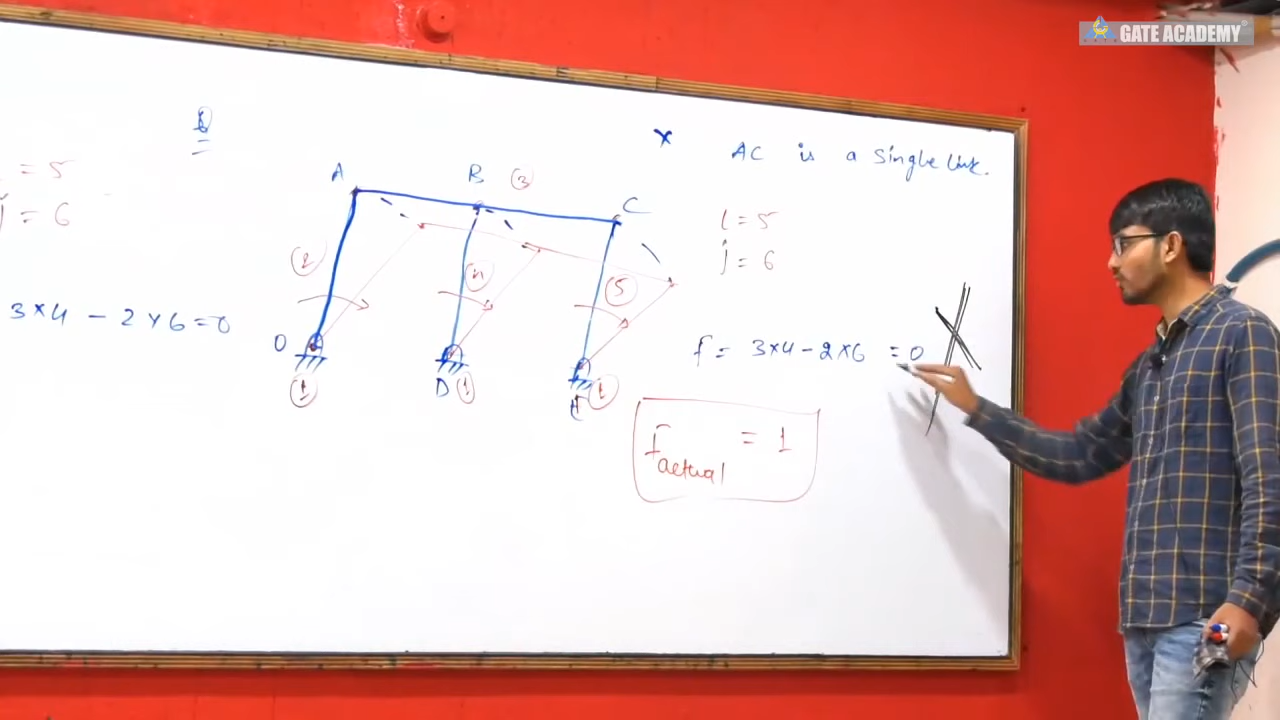 GATE ACADEMY
= 5
j = 6
3×4 - 2×6 = 0
Q
A
B
③
C
②
④
⑤
O
D
①
①
①
* AC is a single link.
l = 5
j = 6
F = 3×4 - 2×6 = 0
Factual = 1